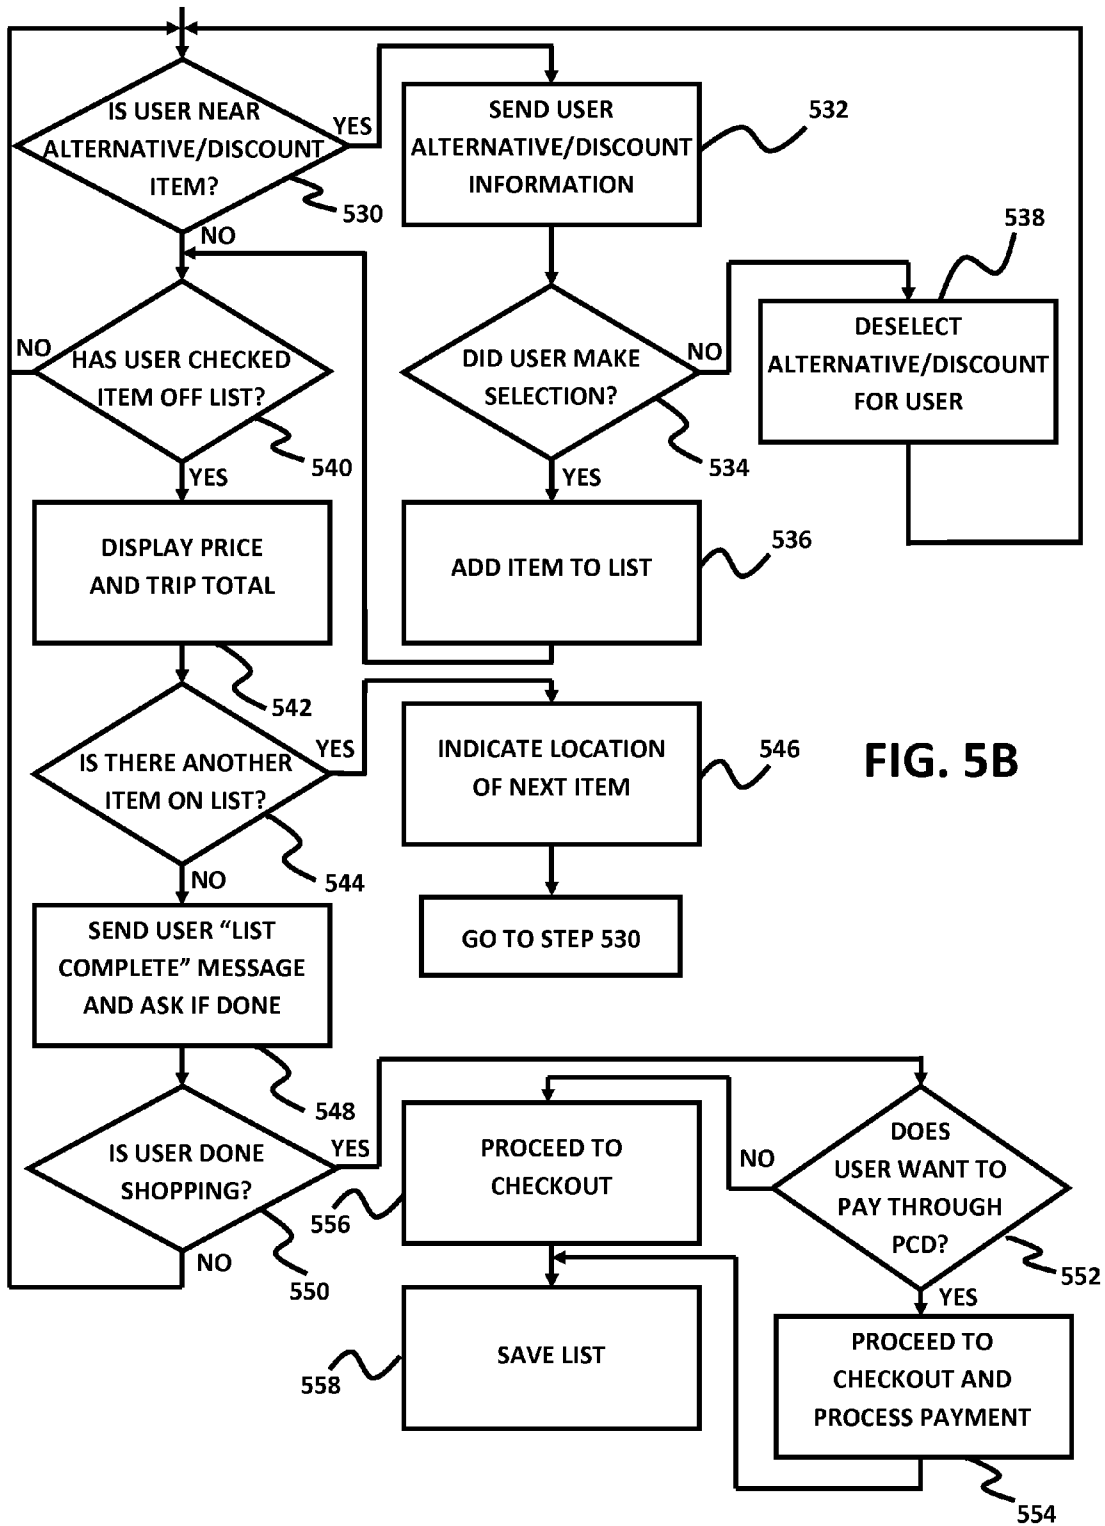 IS USER NEAR
ALTERNATIVE/DISCOUNT
ITEM?
YES
530
NO
SEND USER
ALTERNATIVE/DISCOUNT
INFORMATION
532
538
DID USER MAKE
SELECTION?
NO
534
YES
DESELECT
ALTERNATIVE/DISCOUNT
FOR USER
NO
HAS USER CHECKED
ITEM OFF LIST?
540
YES
DISPLAY PRICE
AND TRIP TOTAL
542
ADD ITEM TO LIST
536
IS THERE ANOTHER
ITEM ON LIST?
YES
544
NO
INDICATE LOCATION
OF NEXT ITEM
546
FIG. 5B
GO TO STEP 530
SEND USER “LIST
COMPLETE” MESSAGE
AND ASK IF DONE
548
IS USER DONE
SHOPPING?
YES
550
NO
PROCEED TO
CHECKOUT
556
DOES
USER WANT TO
PAY THROUGH
PCD?
NO
552
YES
SAVE LIST
558
PROCEED TO
CHECKOUT AND
PROCESS PAYMENT
554